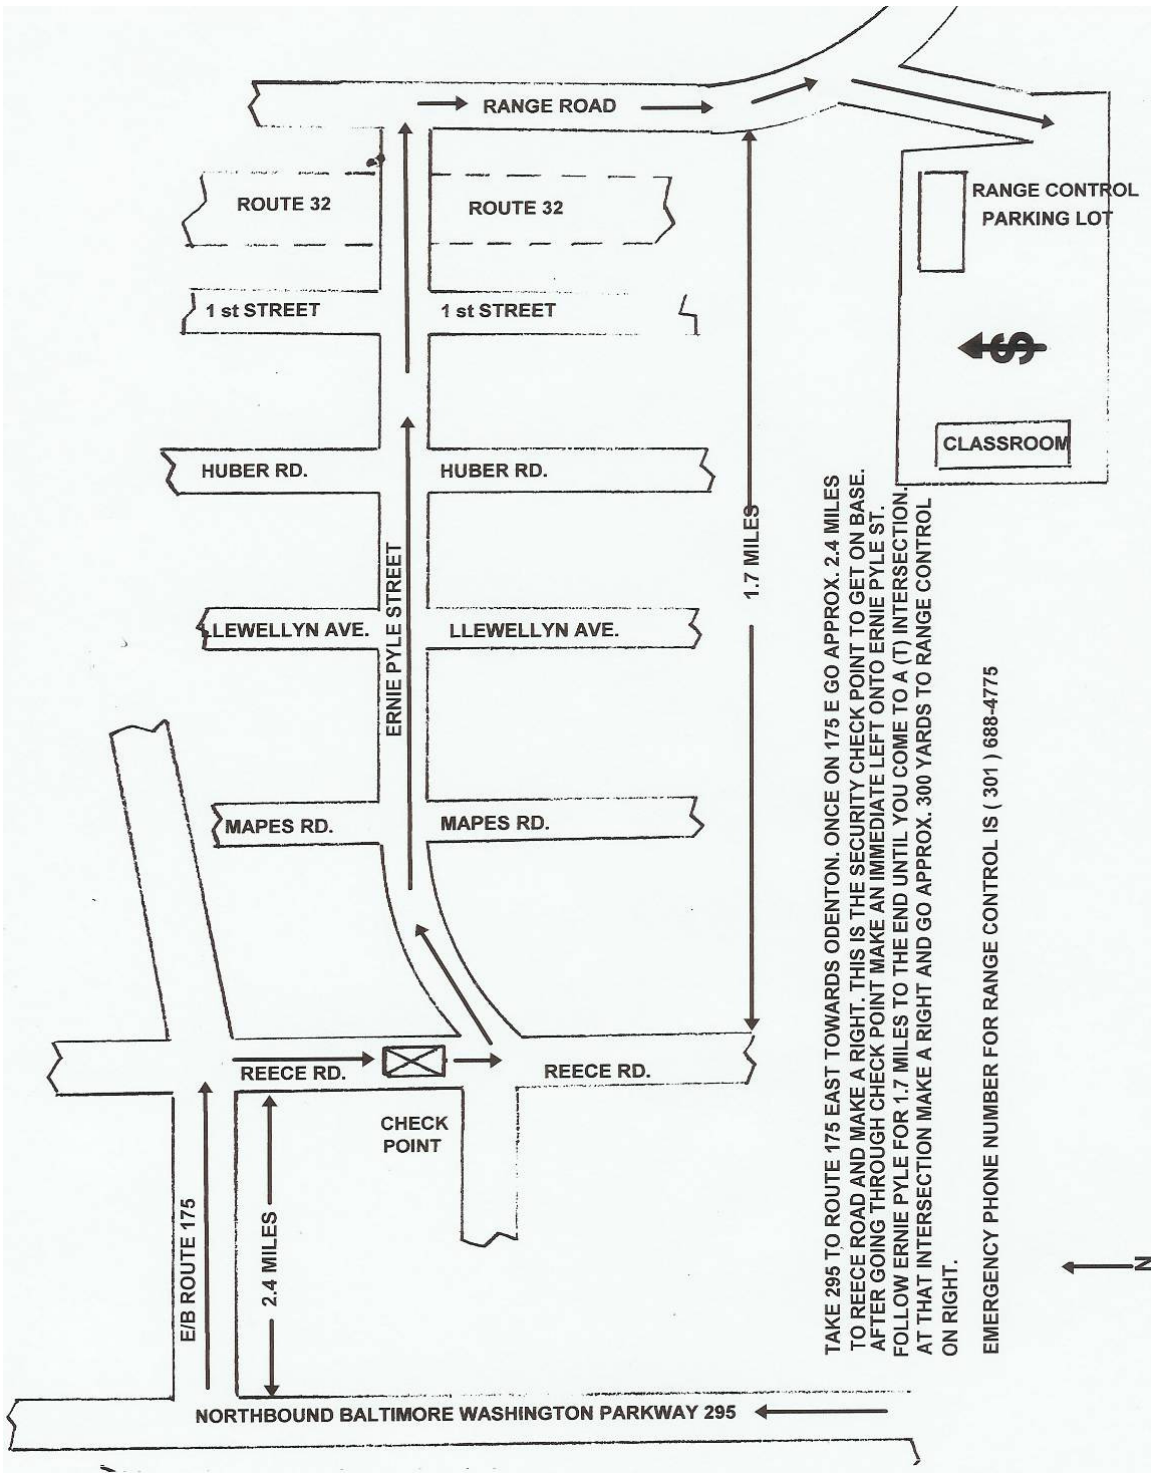 RANGE ROAD
RANGE CONTROL
PARKING LOT
ROUTE 32
ROUTE 32
1 st STREET
1 st STREET
$
CLASSROOM
HUBER RD.
HUBER RD.
1.7 MILES
ERNIE PYLE STREET
LLEWELLYN AVE.
LLEWELLYN AVE.
MAPES RD.
MAPES RD.
REECE RD.
REECE RD.
CHECK
POINT
E/B ROUTE 175
2.4 MILES
NORTHBOUND BALTIMORE WASHINGTON PARKWAY 295
TAKE 295 TO ROUTE 175 EAST TOWARDS ODENTON. ONCE ON 175 E GO APPROX. 2.4 MILES
TO REECE ROAD AND MAKE A RIGHT. THIS IS THE SECURITY CHECK POINT TO GET ON BASE.
AFTER GOING THROUGH CHECK POINT MAKE AN IMMEDIATE LEFT ONTO ERNIE PYLE ST.
FOLLOW ERNIE PYLE FOR 1.7 MILES TO THE END UNTIL YOU COME TO A (T) INTERSECTION.
AT THAT INTERSECTION MAKE A RIGHT AND GO APPROX. 300 YARDS TO RANGE CONTROL
ON RIGHT.
EMERGENCY PHONE NUMBER FOR RANGE CONTROL IS ( 301 ) 688-4775
N